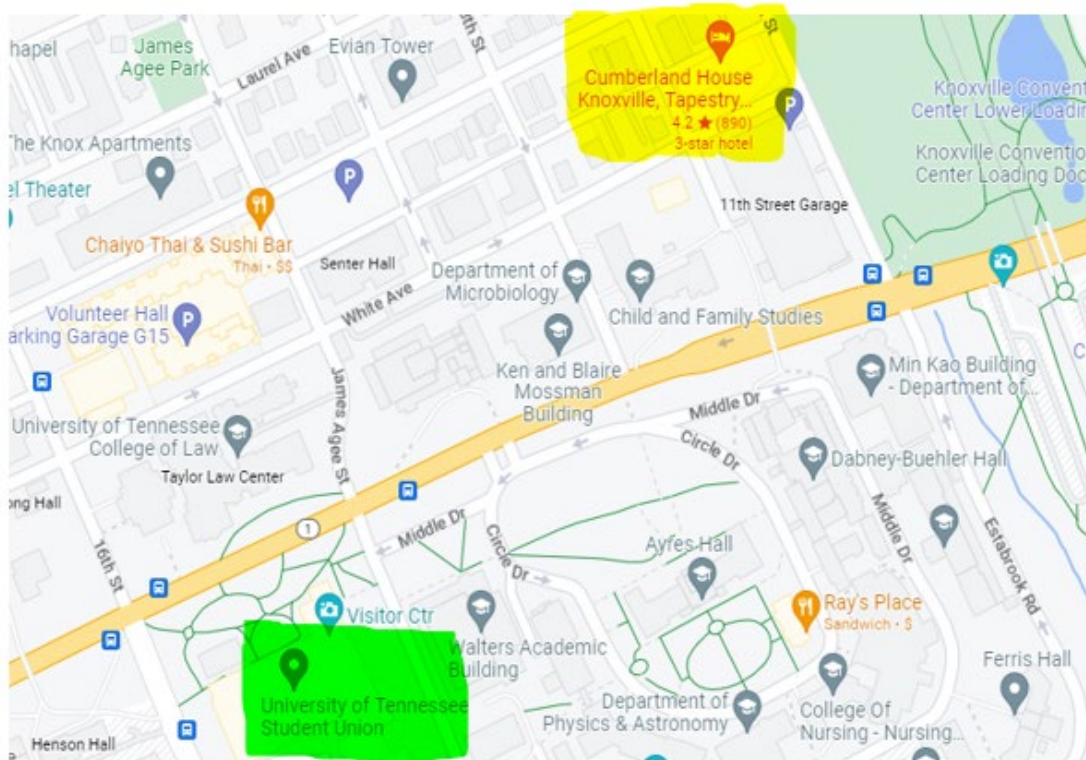 Chapel
James
Agee Park
Laurel Ave
Evian Tower
th St
St
Cumberland House
Knoxville, Tapestry...
4.2 ★ (890)
3-star hotel
P
Knoxville Convent
Center Lower Loading
Knoxville Conventio
Center Loading Doc
The Knox Apartments
el Theater
P
11th Street Garage
Chaiyo Thai & Sushi Bar
Thai • $$
Senter Hall
White Ave
Department of
Microbiology
Child and Family Studies
Volunteer Hall
arking Garage G15
P
Ken and Blaire
Mossman
Building
Min Kao Building
- Department of...
C
James Agee St
Middle Dr
Circle Dr
University of Tennessee
College of Law
Taylor Law Center
Dabney-Buehler Hall
ong Hall
1
16th St
Middle Dr
Circle Dr
Middle Dr
Estabrook Rd
Ayres Hall
Visitor Ctr
Ray's Place
Sandwich • $
Walters Academic
Building
University of Tennessee
Student Union
Department of
Physics & Astronomy
College Of
Nursing - Nursing...
Ferris Hall
Henson Hall